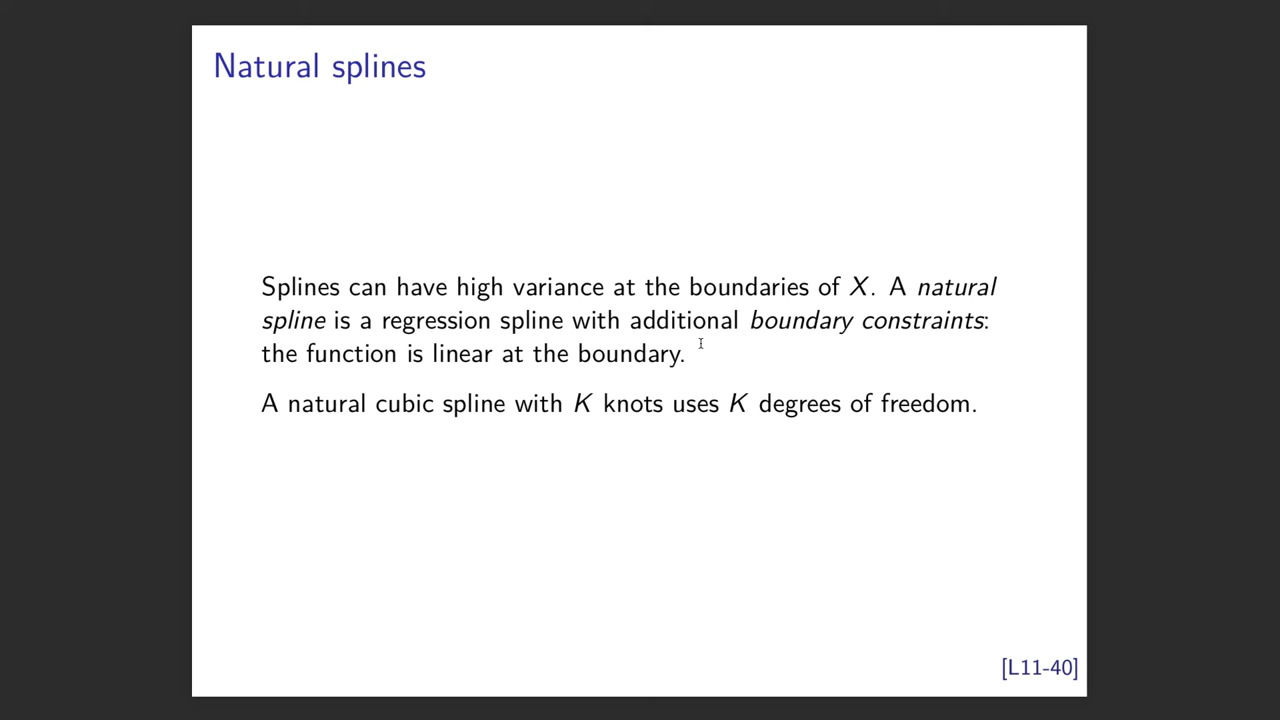 Natural splines
Splines can have high variance at the boundaries of X. A natural
spline is a regression spline with additional boundary constraints:
the function is linear at the boundary.
A natural cubic spline with K knots uses K degrees of freedom.
[L11-40]